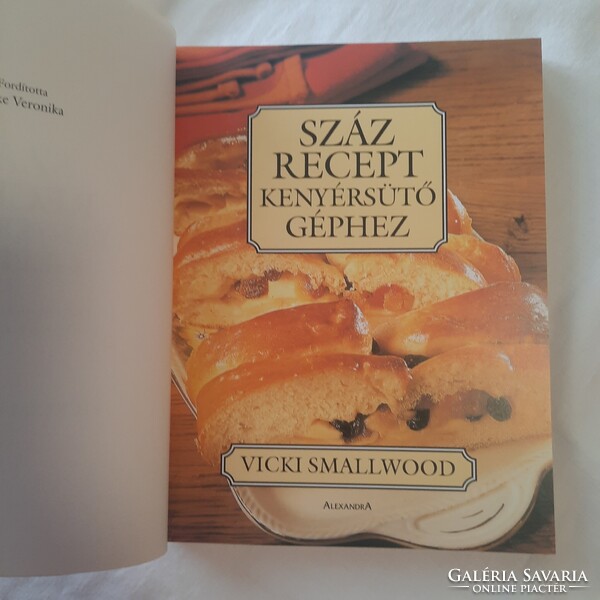 Fordította
Veronika
SZÁZ
RECEPT
KENYÉRSÜTŐ
GÉPHEZ
VICKI SMALLWOOD
ALEXANDRA
GALÉRIA SAVARIA
ONLINE PIACTÉR